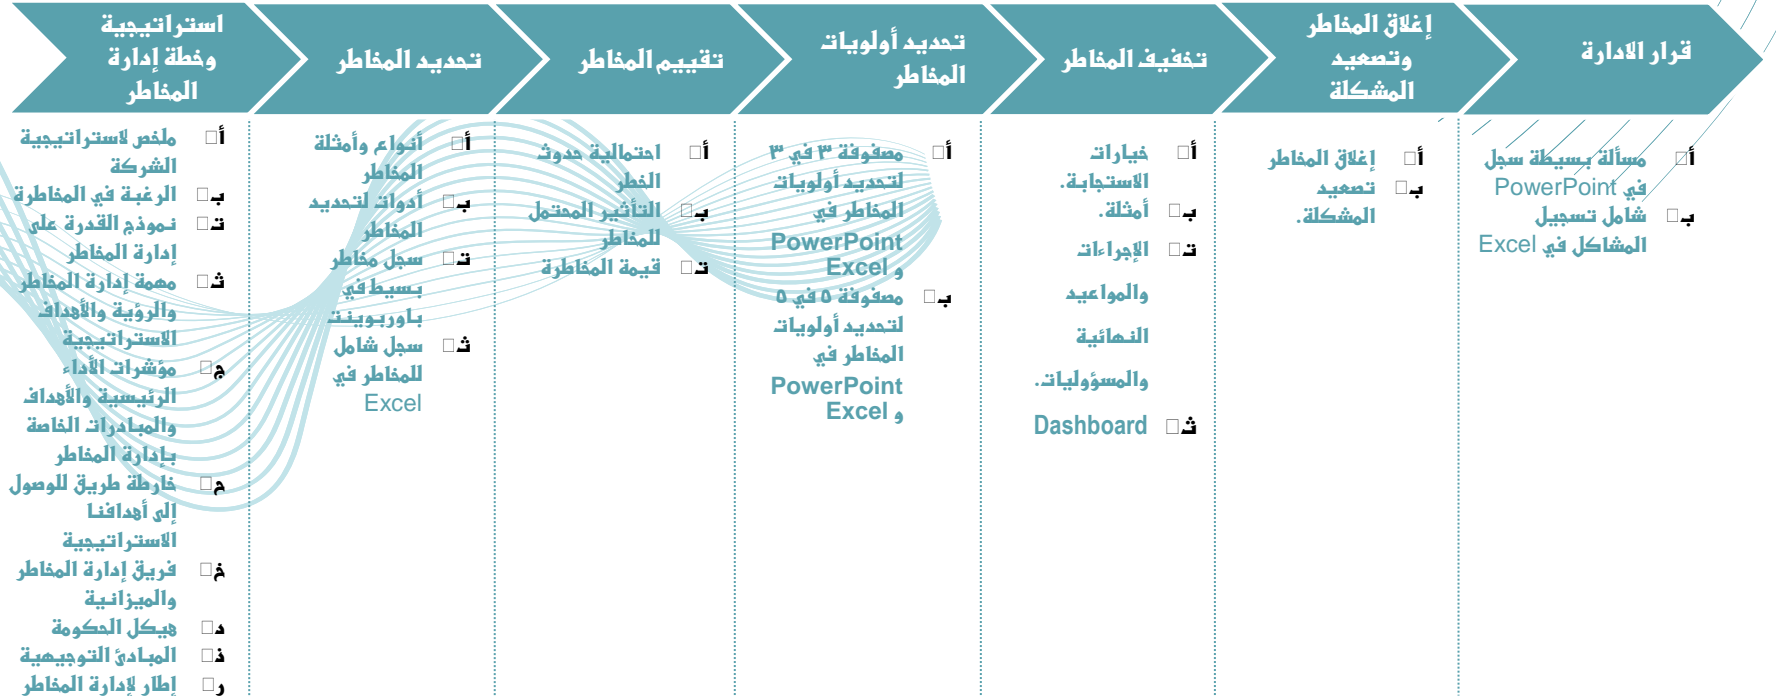 استراتيجية
وخطة إدارة
المخاطر
أ□ ملخص لاستراتيجية
الشركة
ب□ الرغبة في المخاطرة
ت□ نموذج القدرة على
إدارة المخاطر
ث□ مهمة إدارة المخاطر
والرؤية والأهداف
الاستراتيجية
ج□ مؤشرات الأداء
الرئيسية والأهداف
والمبادرات الخاصة
بإدارة المخاطر
ح□ خارطة طريق للوصول
إلى أهدافنا
الاستراتيجية
خ□ فريق إدارة المخاطر
والميزانية
د□ هيكل الحكومة
ذ□ المبادئ التوجيهية
ر□ إطار لإدارة المخاطر
تحديد المخاطر
أ□ أنواع وأمثلة
المخاطر
ب□ أدوات لتحديد
المخاطر
ت□ سجل مخاطر
بسيط في
باوربوينت
ث□ سجل شامل
للمخاطر في
Excel
تقييم المخاطر
أ□ احتمالية حدوث
الخطر
ب□ التأثير المحتمل
للمخاطر
ت□ قيمة المخاطرة
تحديد أولويات
المخاطر
أ□ مصفوفة ٣ في ٣
لتحديد أولويات
المخاطر في
PowerPoint
و Excel
ب□ مصفوفة ٥ في ٥
لتحديد أولويات
المخاطر في
PowerPoint
و Excel
تخفيف المخاطر
أ□ خيارات
الاستجابة.
ب□ أمثلة.
ت□ الإجراءات
والمواعيد
النهائية
والمسؤوليات.
ث□ Dashboard
إغلاق المخاطر
وتصعيد
المشكلة
أ□ إغلاق المخاطر
ب□ تصعيد
المشكلة.
قرار الادارة
أ□ مسألة بسيطة سجل
في PowerPoint
ب□ شامل تسجيل
المشاكل في Excel